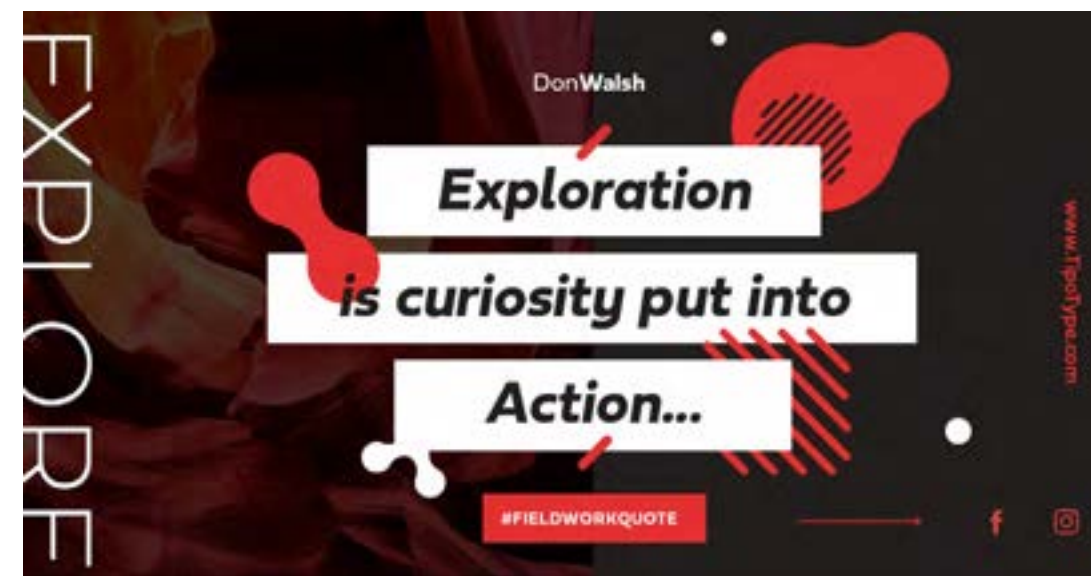 EXPLORE
DonWalsh
Exploration
is curiosity put into
Action...
#FIELDWORKQUOTE
www.TipoType.com